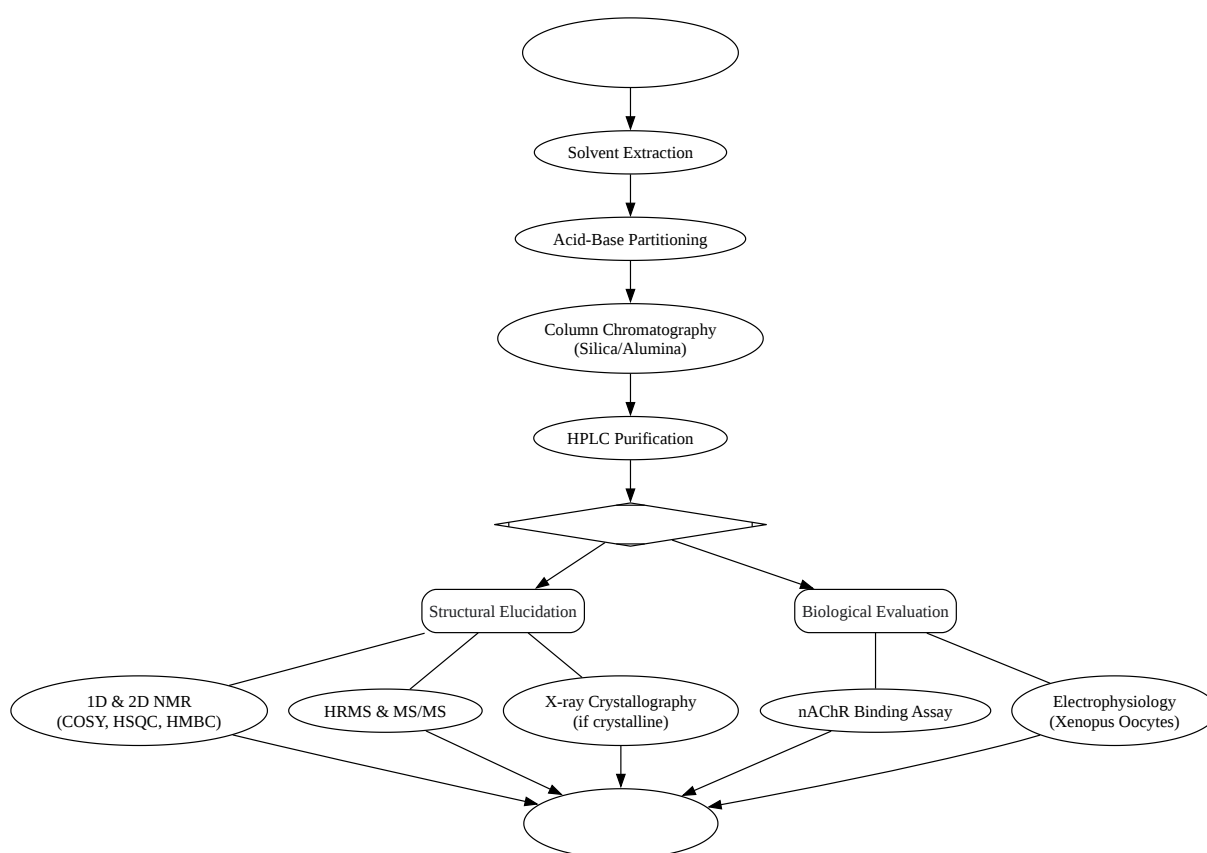 Solvent Extraction
Acid-Base Partitioning
Column Chromatography
(Silica/Alumina)
HPLC Purification
Structural Elucidation
Biological Evaluation
1D & 2D NMR
(COSY, HSQC, HMBC)
HRMS & MS/MS
X-ray Crystallography
(if crystalline)
nAChR Binding Assay
Electrophysiology
(Xenopus Oocytes)